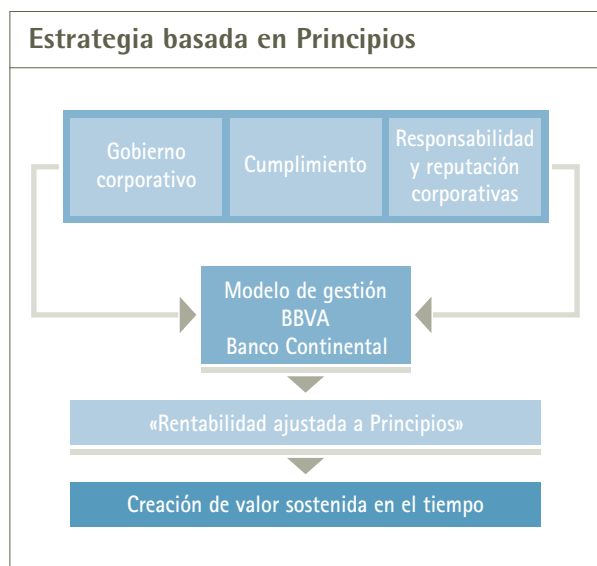 Estrategia basada en Principios
Gobierno
corporativo
Cumplimiento
Responsabilidad
y reputación
corporativas
Modelo de gestión
BBVA
Banco Continental
«Rentabilidad ajustada a Principios»
Creación de valor sostenida en el tiempo